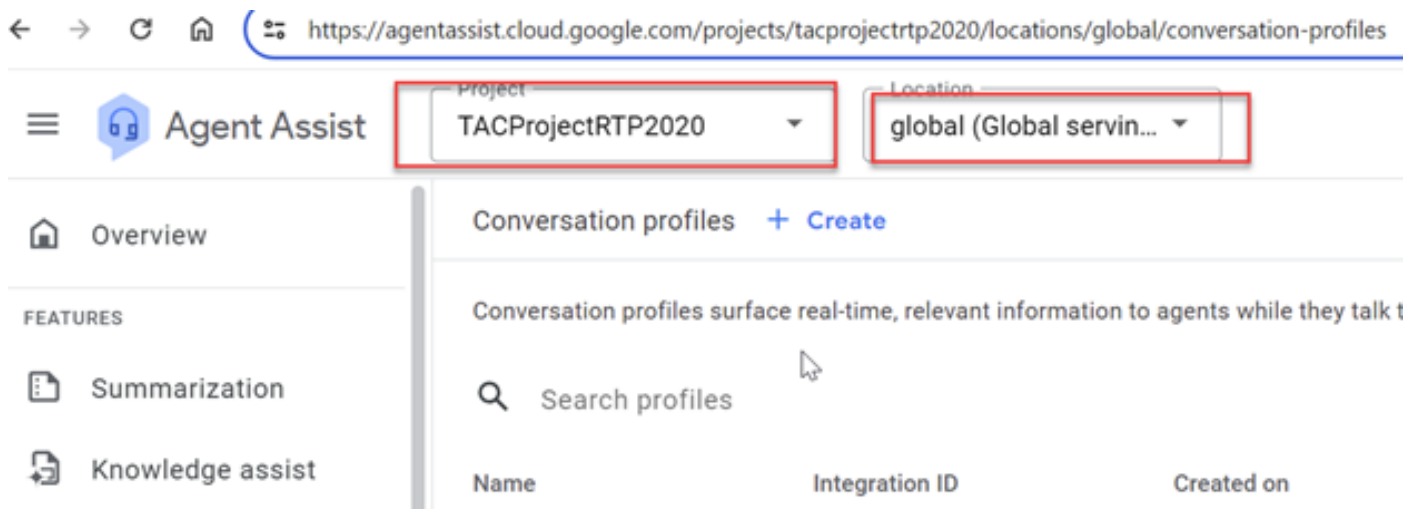 https://agentassist.cloud.google.com/projects/tacprojectrtp2020/locations/global/conversation-profiles
Project
Location
Agent Assist
TACProjectRTP2020
global (Global servin...
Overview
Conversation profiles + Create
FEATURES
Conversation profiles surface real-time, relevant information to agents while they talk t
Summarization
Search profiles
Knowledge assist
Name Integration ID Created on